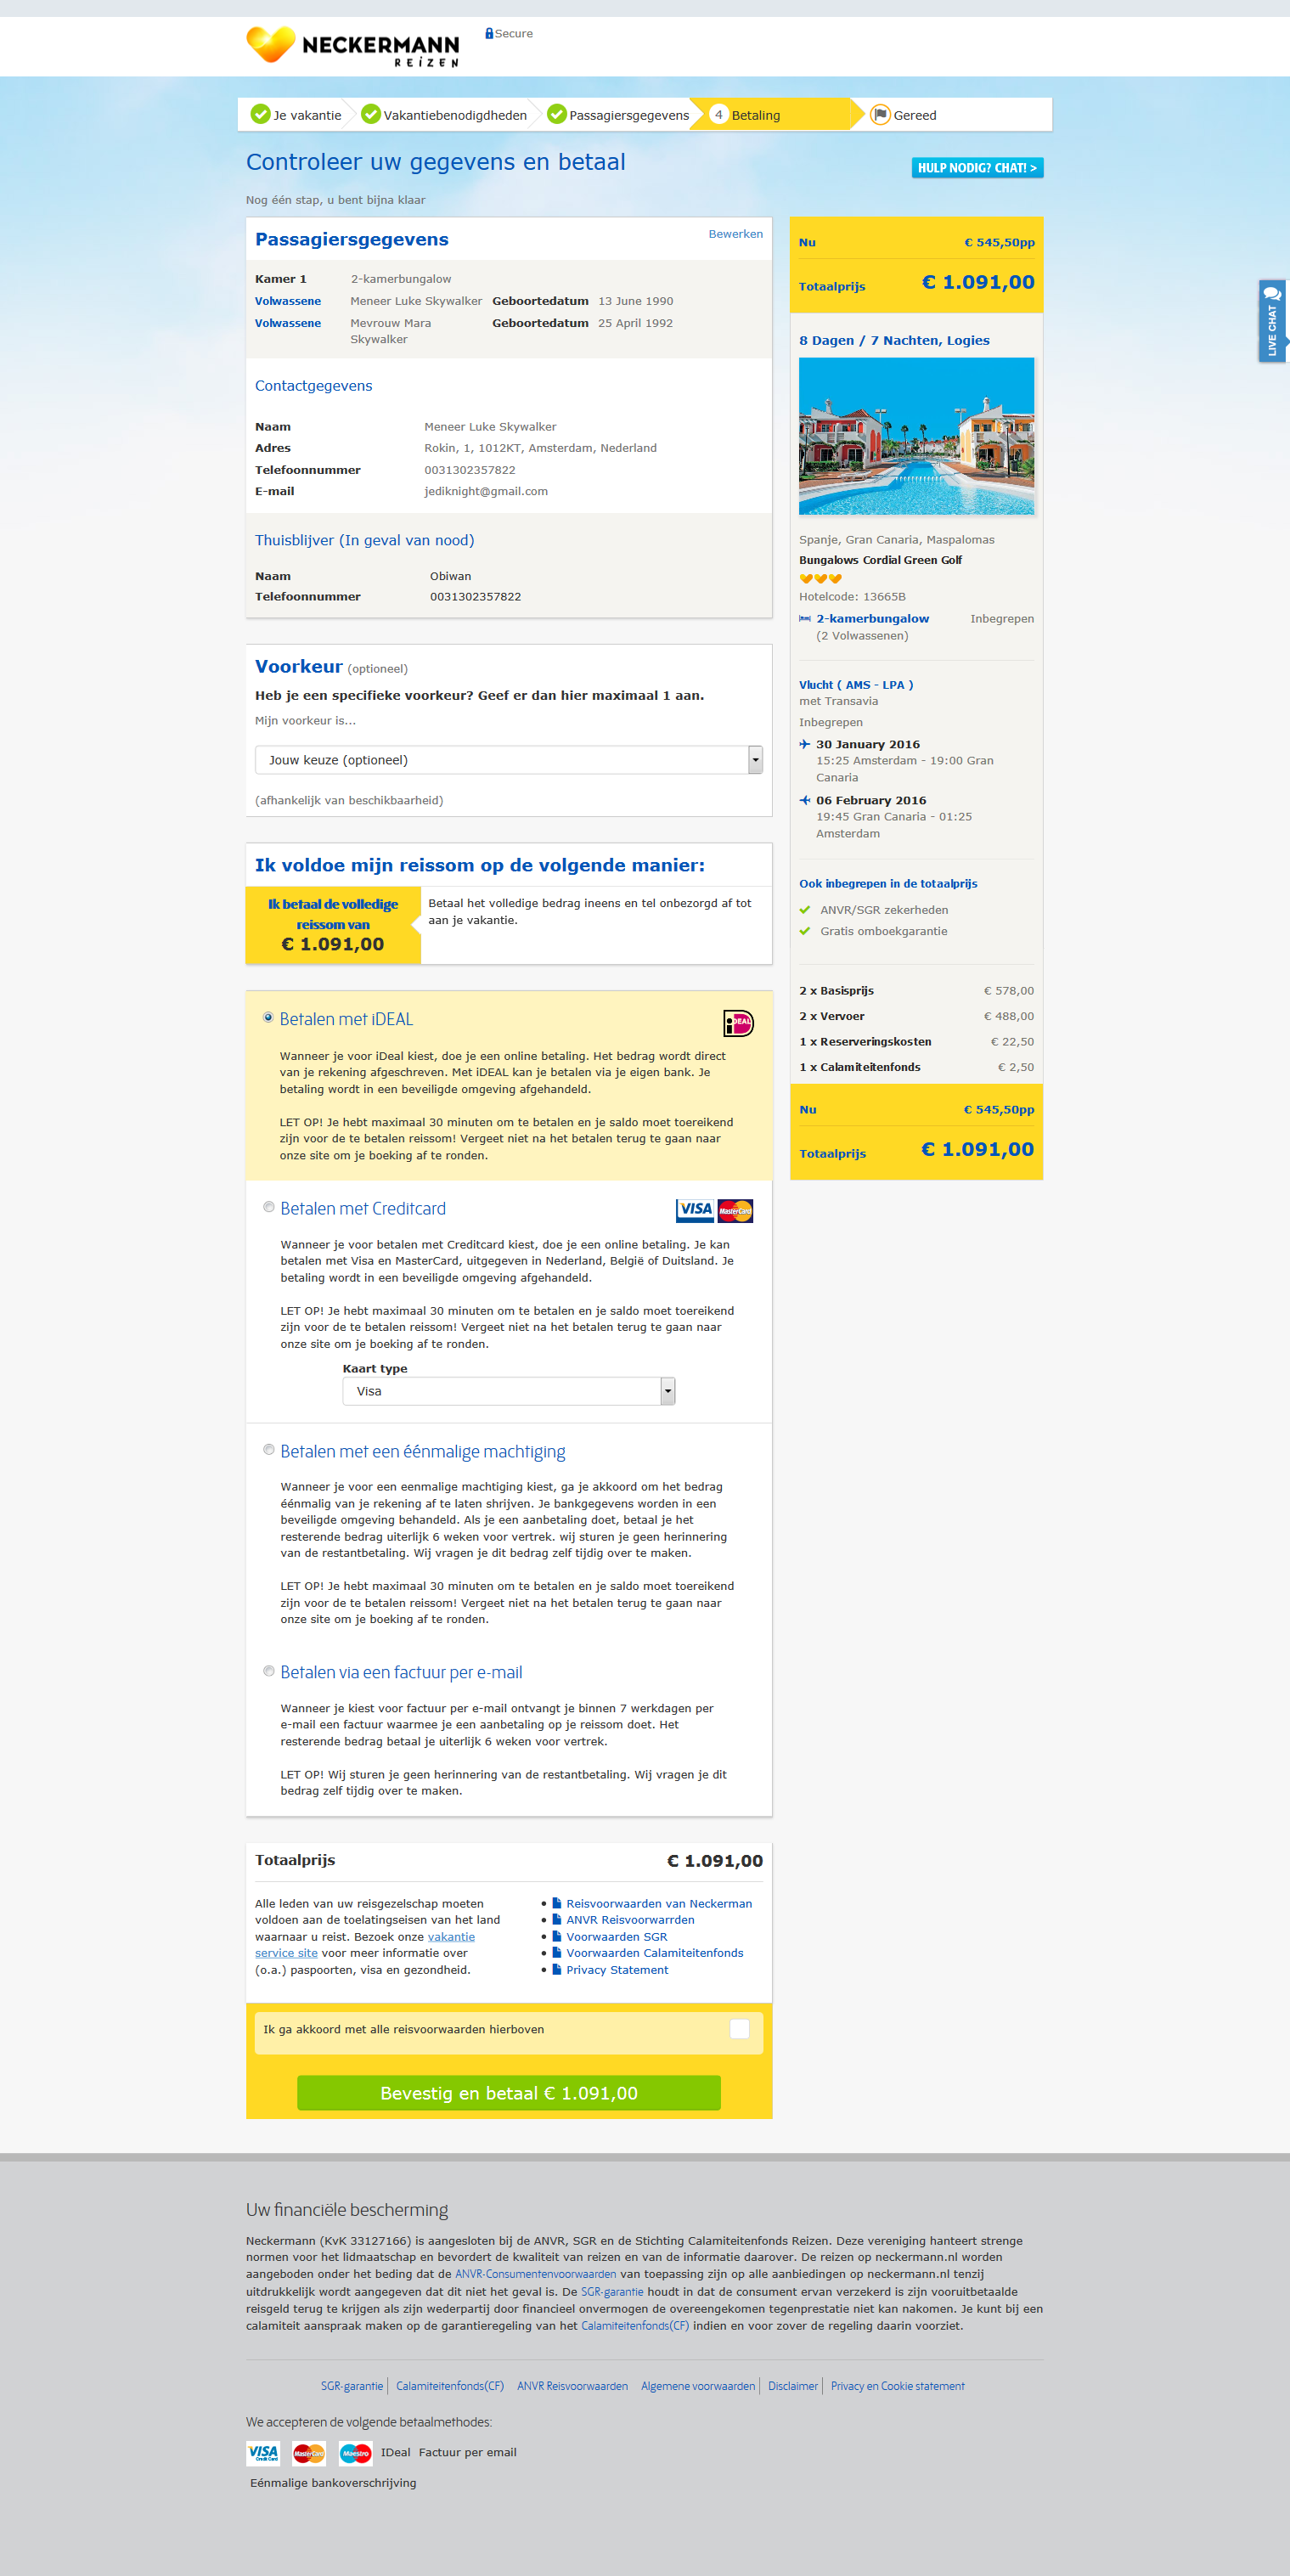 NECKERMANN
REiZEN
Secure
Je vakantie
Vakantiebenodigdheden
Passagiersgegevens
4 Betaling
Gereed
Controleer uw gegevens en betaal
HULP NODIG? CHAT! >
Nog één stap, u bent bijna klaar
Passagiersgegevens
Bewerken
Kamer 1 2-kamerbungalow
Volwassene Meneer Luke Skywalker Geboortedatum 13 June 1990
Volwassene Mevrouw Mara Geboortedatum 25 April 1992
Skywalker
Contactgegevens
Naam Meneer Luke Skywalker
Adres Rokin, 1, 1012KT, Amsterdam, Nederland
Telefoonnummer 0031302357822
E-mail jediknight@gmail.com
Thuisblijver (In geval van nood)
Naam Obiwan
Telefoonnummer 0031302357822
Voorkeur (optioneel)
Heb je een specifieke voorkeur? Geef er dan hier maximaal 1 aan.
Mijn voorkeur is...
Jouw keuze (optioneel)
(afhankelijk van beschikbaarheid)
Ik voldoe mijn reissom op de volgende manier:
Ik betaal de volledige
reissom van
€ 1.091,00
Betaal het volledige bedrag ineens en tel onbezorgd af tot
aan je vakantie.
Betalen met iDEAL
iDEAL
Wanneer je voor iDeal kiest, doe je een online betaling. Het bedrag wordt direct
van je rekening afgeschreven. Met iDEAL kan je betalen via je eigen bank. Je
betaling wordt in een beveiligde omgeving afgehandeld.
LET OP! Je hebt maximaal 30 minuten om te betalen en je saldo moet toereikend
zijn voor de te betalen reissom! Vergeet niet na het betalen terug te gaan naar
onze site om je boeking af te ronden.
Betalen met Creditcard
VISA MasterCard
Wanneer je voor betalen met Creditcard kiest, doe je een online betaling. Je kan
betalen met Visa en MasterCard, uitgegeven in Nederland, België of Duitsland. Je
betaling wordt in een beveiligde omgeving afgehandeld.
LET OP! Je hebt maximaal 30 minuten om te betalen en je saldo moet toereikend
zijn voor de te betalen reissom! Vergeet niet na het betalen terug te gaan naar
onze site om je boeking af te ronden.
Kaart type
Visa
Betalen met een éénmalige machtiging
Wanneer je voor een eenmalige machtiging kiest, ga je akkoord om het bedrag
éénmalig van je rekening af te laten shrijven. Je bankgegevens worden in een
beveiligde omgeving behandeld. Als je een aanbetaling doet, betaal je het
resterende bedrag uiterlijk 6 weken voor vertrek. wij sturen je geen herinnering
van de restantbetaling. Wij vragen je dit bedrag zelf tijdig over te maken.
LET OP! Je hebt maximaal 30 minuten om te betalen en je saldo moet toereikend
zijn voor de te betalen reissom! Vergeet niet na het betalen terug te gaan naar
onze site om je boeking af te ronden.
Betalen via een factuur per e-mail
Wanneer je kiest voor factuur per e-mail ontvangt je binnen 7 werkdagen per
e-mail een factuur waarmee je een aanbetaling op je reissom doet. Het
resterende bedrag betaal je uiterlijk 6 weken voor vertrek.
LET OP! Wij sturen je geen herinnering van de restantbetaling. Wij vragen je dit
bedrag zelf tijdig over te maken.
Totaalprijs € 1.091,00
Alle leden van uw reisgezelschap moeten
voldoen aan de toelatingseisen van het land
waarnaar u reist. Bezoek onze vakantie
service site voor meer informatie over
(o.a.) paspoorten, visa en gezondheid.
Reisvoorwaarden van Neckerman
ANVR Reisvoorwarrden
Voorwaarden SGR
Voorwaarden Calamiteitenfonds
Privacy Statement
Ik ga akkoord met alle reisvoorwaarden hierboven
Bevestig en betaal € 1.091,00
Nu € 545,50pp
Totaalprijs € 1.091,00
8 Dagen / 7 Nachten, Logies
Spanje, Gran Canaria, Maspalomas
Bungalows Cordial Green Golf
Hotelcode: 13665B
2-kamerbungalow Inbegrepen
(2 Volwassenen)
Vlucht ( AMS - LPA )
met Transavia
Inbegrepen
30 January 2016
15:25 Amsterdam - 19:00 Gran
Canaria
06 February 2016
19:45 Gran Canaria - 01:25
Amsterdam
Ook inbegrepen in de totaalprijs
ANVR/SGR zekerheden
Gratis omboekgarantie
2 x Basisprijs € 578,00
2 x Vervoer € 488,00
1 x Reserveringskosten € 22,50
1 x Calamiteitenfonds € 2,50
Nu € 545,50pp
Totaalprijs € 1.091,00
LIVE CHAT
Uw financiële bescherming
Neckermann (KvK 33127166) is aangesloten bij de ANVR, SGR en de Stichting Calamiteitenfonds Reizen. Deze vereniging hanteert strenge
normen voor het lidmaatschap en bevordert de kwaliteit van reizen en van de informatie daarover. De reizen op neckermann.nl worden
aangeboden onder het beding dat de ANVR-Consumentenvoorwaarden van toepassing zijn op alle aanbiedingen op neckermann.nl tenzij
uitdrukkelijk wordt aangegeven dat dit niet het geval is. De SGR-garantie houdt in dat de consument ervan verzekerd is zijn vooruitbetaalde
reisgeld terug te krijgen als zijn wederpartij door financieel onvermogen de overeengekomen tegenprestatie niet kan nakomen. Je kunt bij een
calamiteit aanspraak maken op de garantieregeling van het Calamiteitenfonds(CF) indien en voor zover de regeling daarin voorziet.
SGR-garantie Calamiteitenfonds(CF) ANVR Reisvoorwaarden Algemene voorwaarden Disclaimer Privacy en Cookie statement
We accepteren de volgende betaalmethodes:
VISA Credit Card MasterCard Maestro IDeal Factuur per email
Eénmalige bankoverschrijving